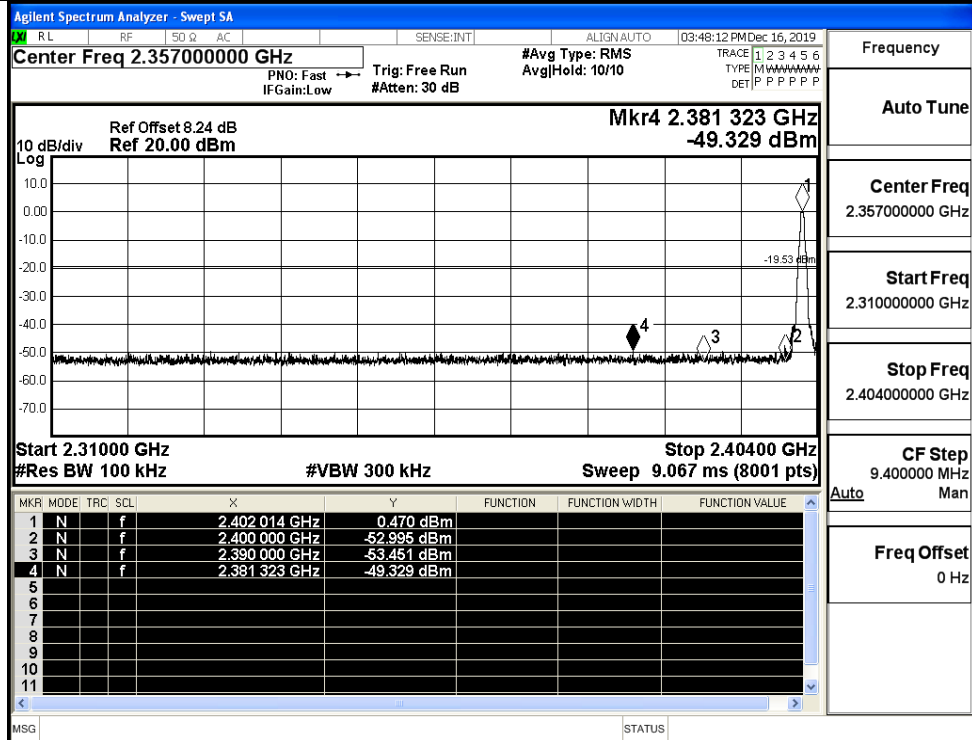 Agilent Spectrum Analyzer - Swept SA
LXI RL RF 50 Ω AC SENSE:INT ALIGN AUTO 03:48:12 PM Dec 16, 2019
Center Freq 2.357000000 GHz
PNO: Fast
IFGain:Low
Trig: Free Run
#Atten: 30 dB
#Avg Type: RMS
Avg|Hold: 10/10
TRACE 1 2 3 4 5 6
TYPE M WWWWW
DET P P P P P P
Mkr4 2.381 323 GHz
-49.329 dBm
Ref Offset 8.24 dB
10 dB/div Ref 20.00 dBm
Log
10.0
0.00
-10.0
-20.0
-30.0
-40.0
-50.0
-60.0
-70.0
1
-19.53 dBm
4
3
2
Start 2.31000 GHz Stop 2.40400 GHz
#Res BW 100 kHz #VBW 300 kHz Sweep 9.067 ms (8001 pts)
MKR MODE TRC SCL X Y FUNCTION FUNCTION WIDTH FUNCTION VALUE
1 N f 2.402 014 GHz 0.470 dBm
2 N f 2.400 000 GHz -52.995 dBm
3 N f 2.390 000 GHz -53.451 dBm
4 N f 2.381 323 GHz -49.329 dBm
5
6
7
8
9
10
11
MSG STATUS
Frequency
Auto Tune
Center Freq
2.357000000 GHz
Start Freq
2.310000000 GHz
Stop Freq
2.404000000 GHz
CF Step
9.400000 MHz
Auto Man
Freq Offset
0 Hz